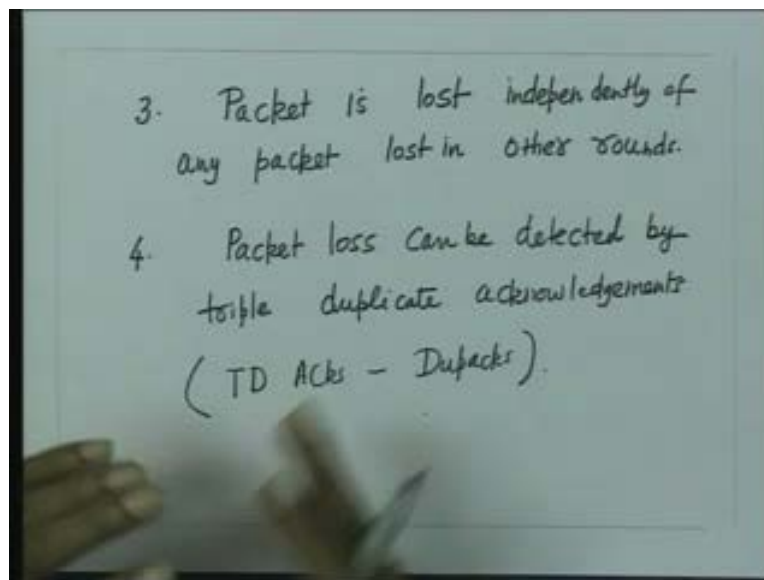 3. Packet is lost independently of
any packet lost in other rounds.
4. Packet loss can be detected by
triple duplicate acknowledgements
(TD ACks - Dupacks).